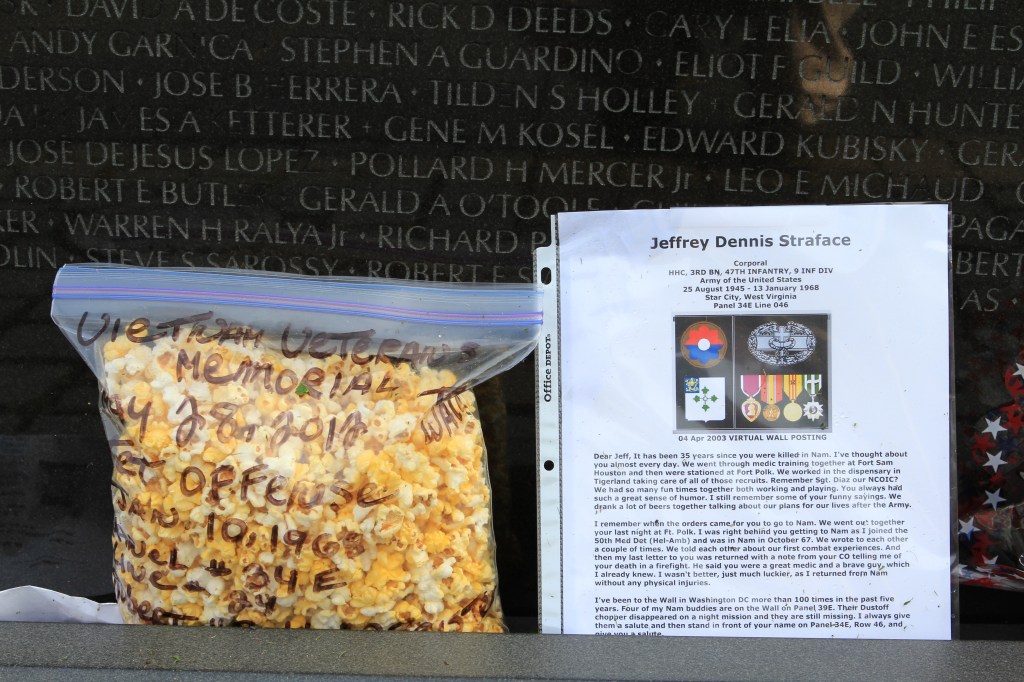 DAVI A DE COSTE · RICK D DEEDS · GARY L ELIA · JOHN E ES
ANDY GAR CA · STEPHEN A GUARDINO · ELIOT F GUILD · WILLI
DERSON · JOSE B ERRERA · TILDEN S HOLLEY · GERALD N HUNTE
JAMES A KETTERER + GENE M KOSEL · EDWARD KUBISKY · GERA
JOSE DE JESUS LOPEZ · POLLARD H MERCER Jr · LEO E MICHAUD
ROBERT E BUTL GERALD A O'TOOLE
KER · WARREN H RALYA Jr · RICHARD P PAGA
OLIN · STEVE S SAROSSY · ROBERT E S AS
VIETNAM VETERANS
MEMORIAL
28 2012
OFFENSE
JAN. 10, 1968
34E
Office DEPOT
Jeffrey Dennis Straface
Corporal
HHC, 3RD BN, 47TH INFANTRY, 9 INF DIV
Army of the United States
25 August 1945 - 13 January 1968
Star City, West Virginia
Panel 34E Line 046
04 Apr 2003 VIRTUAL WALL POSTING
Dear Jeff, It has been 35 years since you were killed in Nam. I've thought about
you almost every day. We went through medic training together at Fort Sam
Houston and then were stationed at Fort Polk. We worked in the dispensary in
Tigerland taking care of all of those recruits. Remember Sgt. Diaz our NCOIC?
We had so many fun times together both working and playing. You always had
such a great sense of humor. I still remember some of your funny sayings. We
drank a lot of beers together talking about our plans for our lives after the Army.
I remember when the orders came for you to go to Nam. We went out together
your last night at Ft. Polk. I was right behind you getting to Nam as I joined the
50th Med Det (Hel-Amb) and was in Nam in October 67. We wrote to each other
a couple of times. We told each other about our first combat experiences. And
then my last letter to you was returned with a note from your CO telling me of
your death in a firefight. He said you were a great medic and a brave guy, which
I already knew. I wasn't better, just much luckier, as I returned from Nam
without any physical injuries.
I've been to the Wall in Washington DC more than 100 times in the past five
years. Four of my Nam buddies are on the Wall on Panel 39E. Their Dustoff
chopper disappeared on a night mission and they are still missing. I always give
them a salute and then stand in front of your name on Panel 34E, Row 46, and
give you a salute.